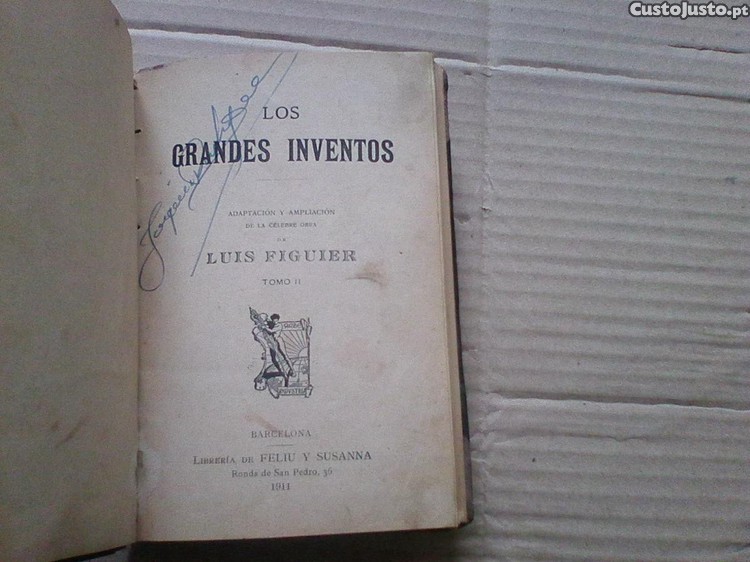 CustoJusto.pt
LOS
GRANDES INVENTOS
ADAPTACIÓN Y AMPLIACIÓN
DE LA CÉLEBRE OBRA
DE
LUIS FIGUIER
TOMO II
BARCELONA
LIBRERÍA DE FELIU Y SUSANNA
Ronda de San Pedro, 36
1911